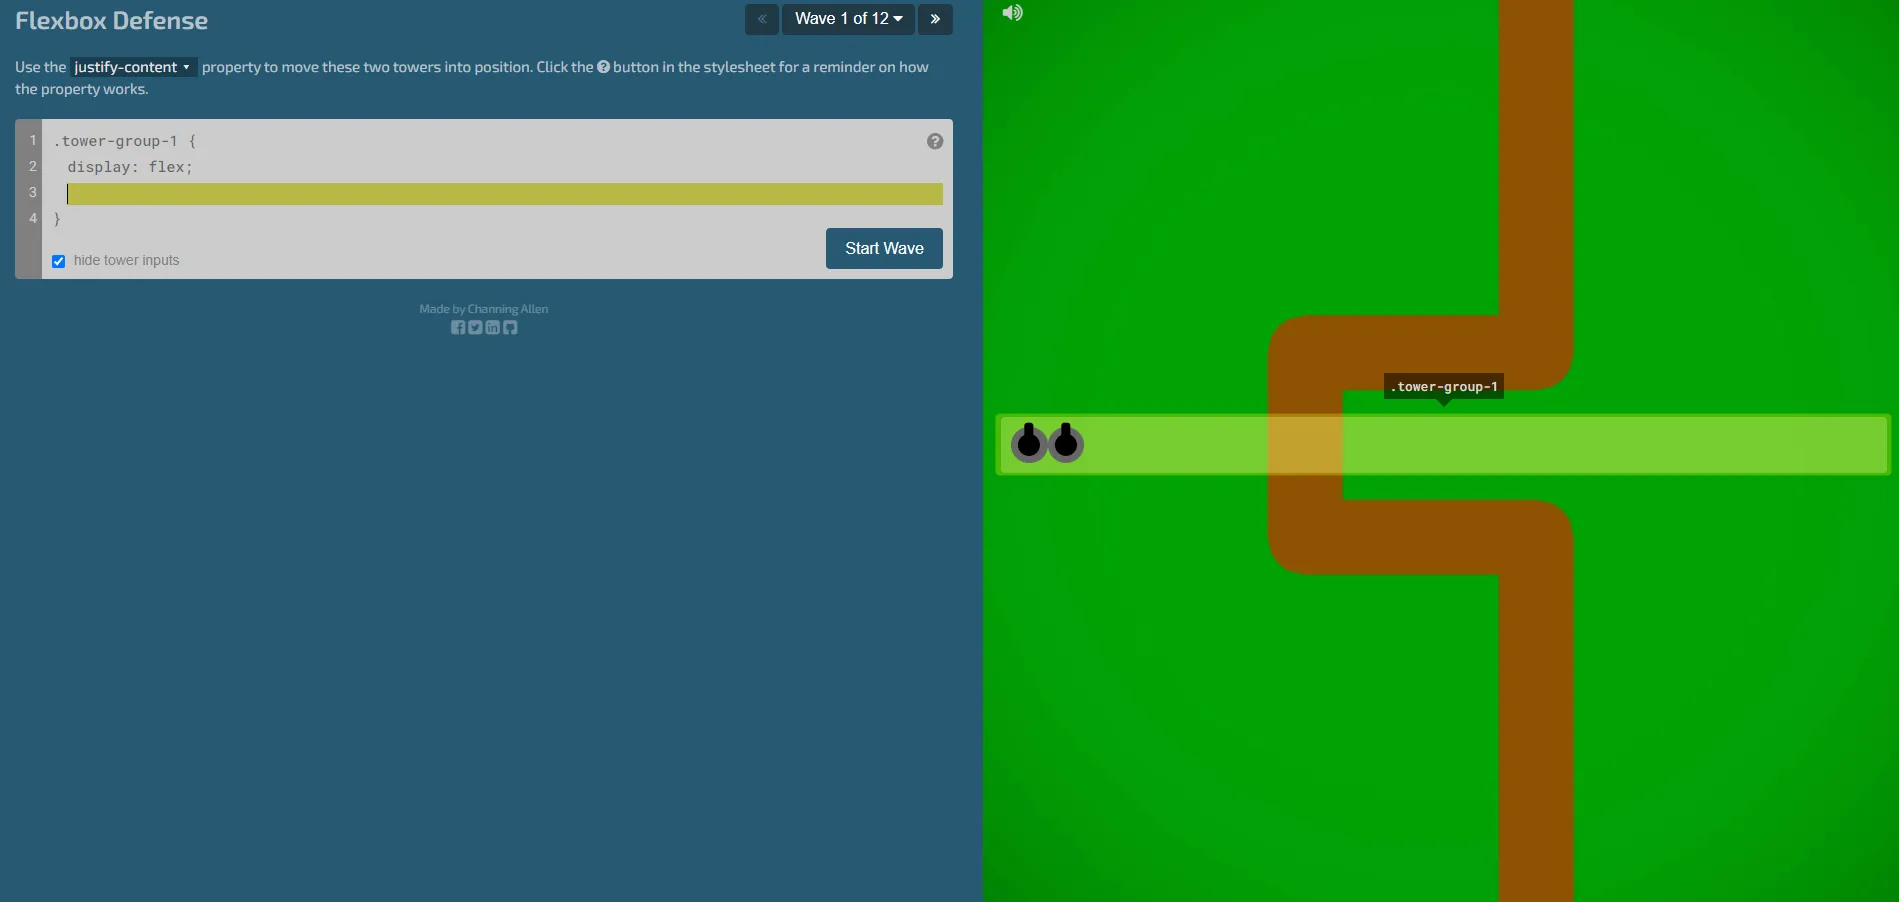 Flexbox Defense
« Wave 1 of 12 »
Use the justify-content property to move these two towers into position. Click the ? button in the stylesheet for a reminder on how
the property works.
1 .tower-group-1 { ?
2 display: flex;
3
4 }
hide tower inputs
Start Wave
Made by Channing Allen
.tower-group-1